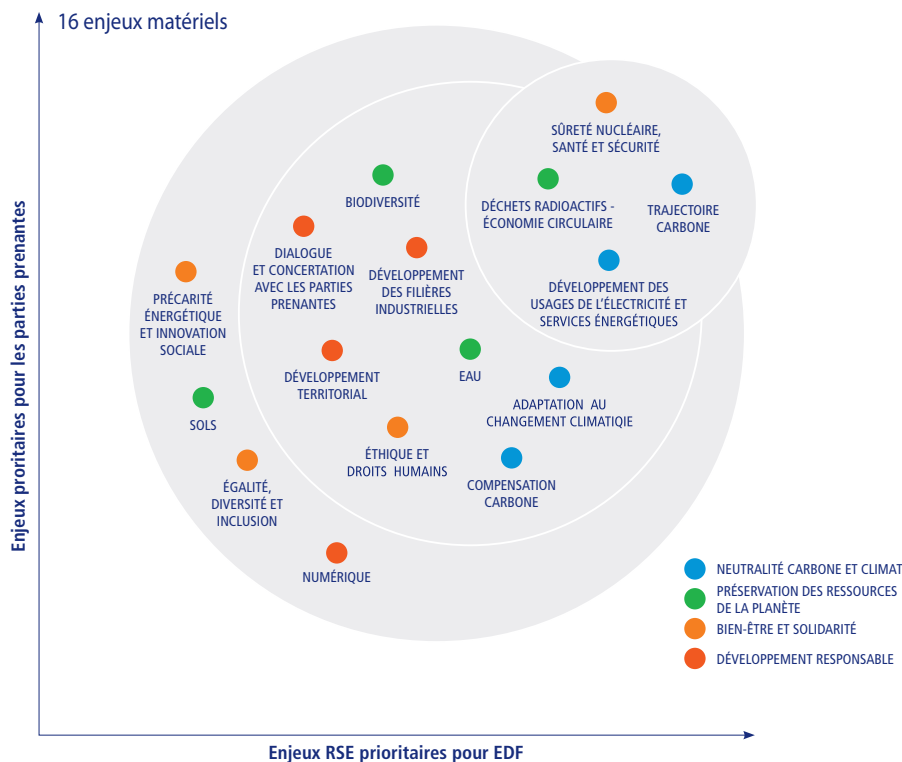 16 enjeux matériels
Enjeux proritaires pour les parties prenantes
SÛRETÉ NUCLÉAIRE,
SANTÉ ET SÉCURITÉ
BIODIVERSITÉ
DÉCHETS RADIOACTIFS -
ÉCONOMIE CIRCULAIRE
TRAJECTOIRE
CARBONE
DIALOGUE
ET CONCERTATION
AVEC LES PARTIES
PRENANTES
DÉVELOPPEMENT
DES FILIÈRES
INDUSTRIELLES
DÉVELOPPEMENT DES
USAGES DE L'ÉLECTRICITÉ ET
SERVICES ÉNERGÉTIQUES
PRÉCARITÉ
ÉNERGÉTIQUE
ET INNOVATION
SOCIALE
DÉVELOPPEMENT
TERRITORIAL
EAU
ADAPTATION AU
CHANGEMENT CLIMATIQIE
SOLS
ÉTHIQUE ET
DROITS HUMAINS
COMPENSATION
CARBONE
ÉGALITÉ,
DIVERSITÉ ET
INCLUSION
NUMÉRIQUE
NEUTRALITÉ CARBONE ET CLIMAT
PRÉSERVATION DES RESSOURCES
DE LA PLANÈTE
BIEN-ÊTRE ET SOLIDARITÉ
DÉVELOPPEMENT RESPONSABLE
Enjeux RSE prioritaires pour EDF